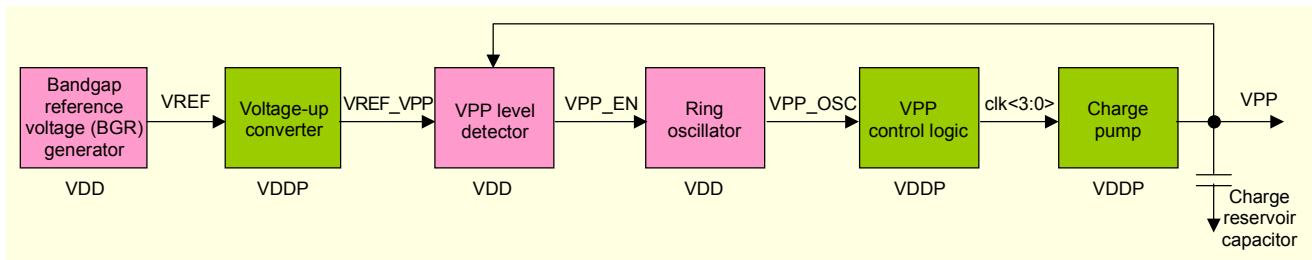 Bandgap
reference
voltage (BGR)
generator
VDD
VREF
Voltage-up
converter
VDDP
VREF_VPP
VPP level
detector
VDD
VPP_EN
Ring
oscillator
VDD
VPP_OSC
VPP
control logic
VDDP
clk<3:0>
Charge
pump
VDDP
VPP
Charge
reservoir
capacitor